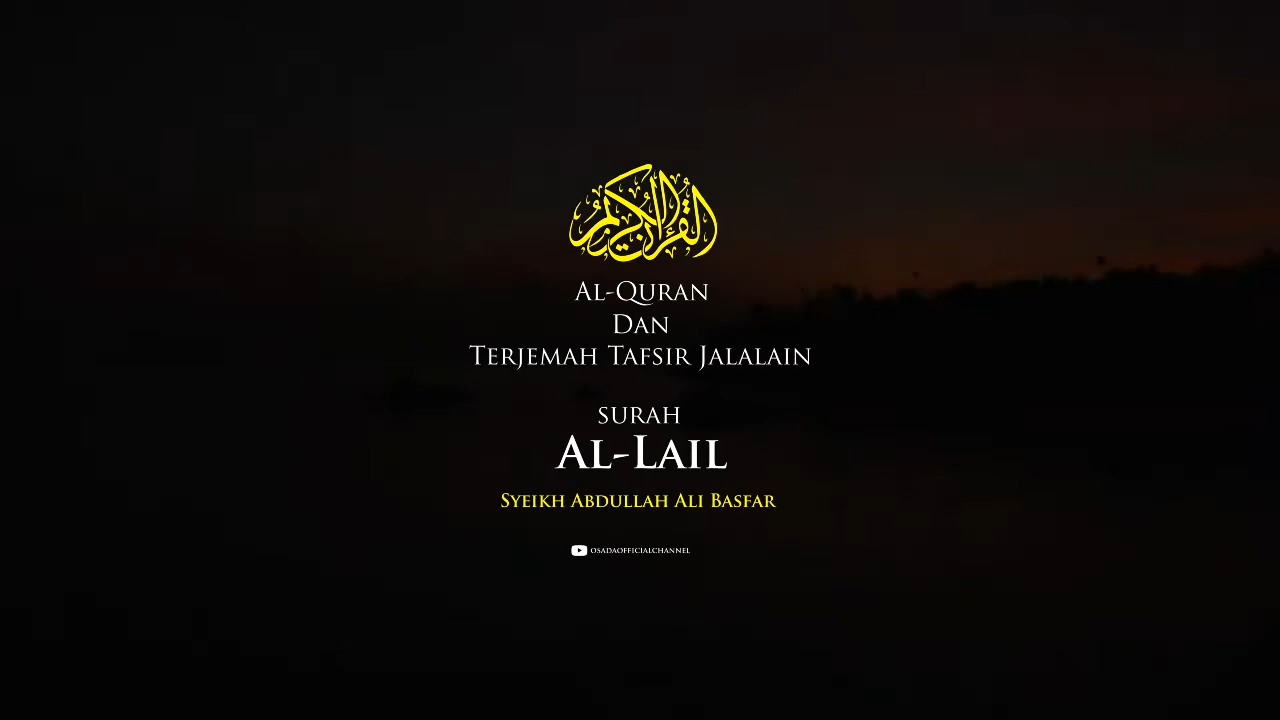 القرآن الكريم
AL-QURAN
DAN
TERJEMAH TAFSIR JALALAIN
SURAH
AL-LAIL
SYEIKH ABDULLAH ALI BASFAR
OSADAOFFICIALCHANNEL